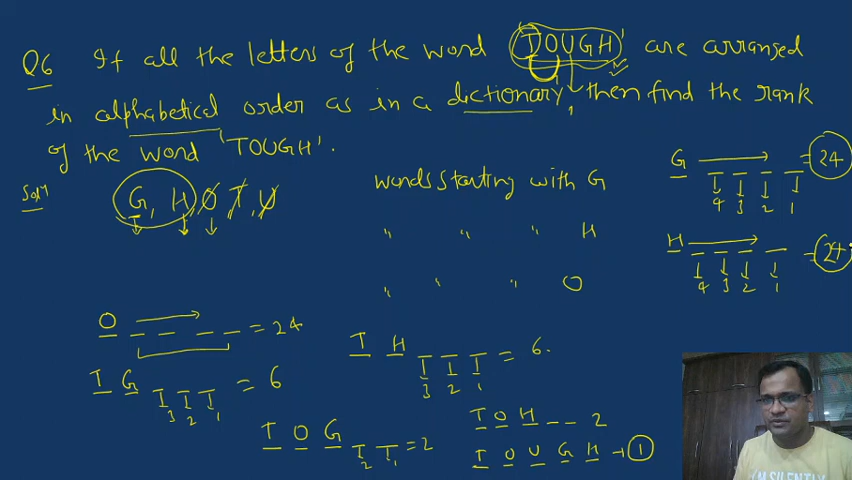 Q6 If all the letters of the word 'TOUGH' are arranged
in alphabetical order as in a dictionary, then find the rank
of the word 'TOUGH'.
Solⁿ G, H, O, T, U
words starting with G
" " " H
" " " O
G → _ _ _ _ = 24
4 3 2 1
H → _ _ _ _ = 24
4 3 2 1
O _ _ _ _ = 24
T G _ _ _ = 6
3 2 1
T H _ _ _ = 6.
3 2 1
T O G _ _ = 2
2 1
T O H _ _ 2
T O U G H → 1
I'M SILENTLY